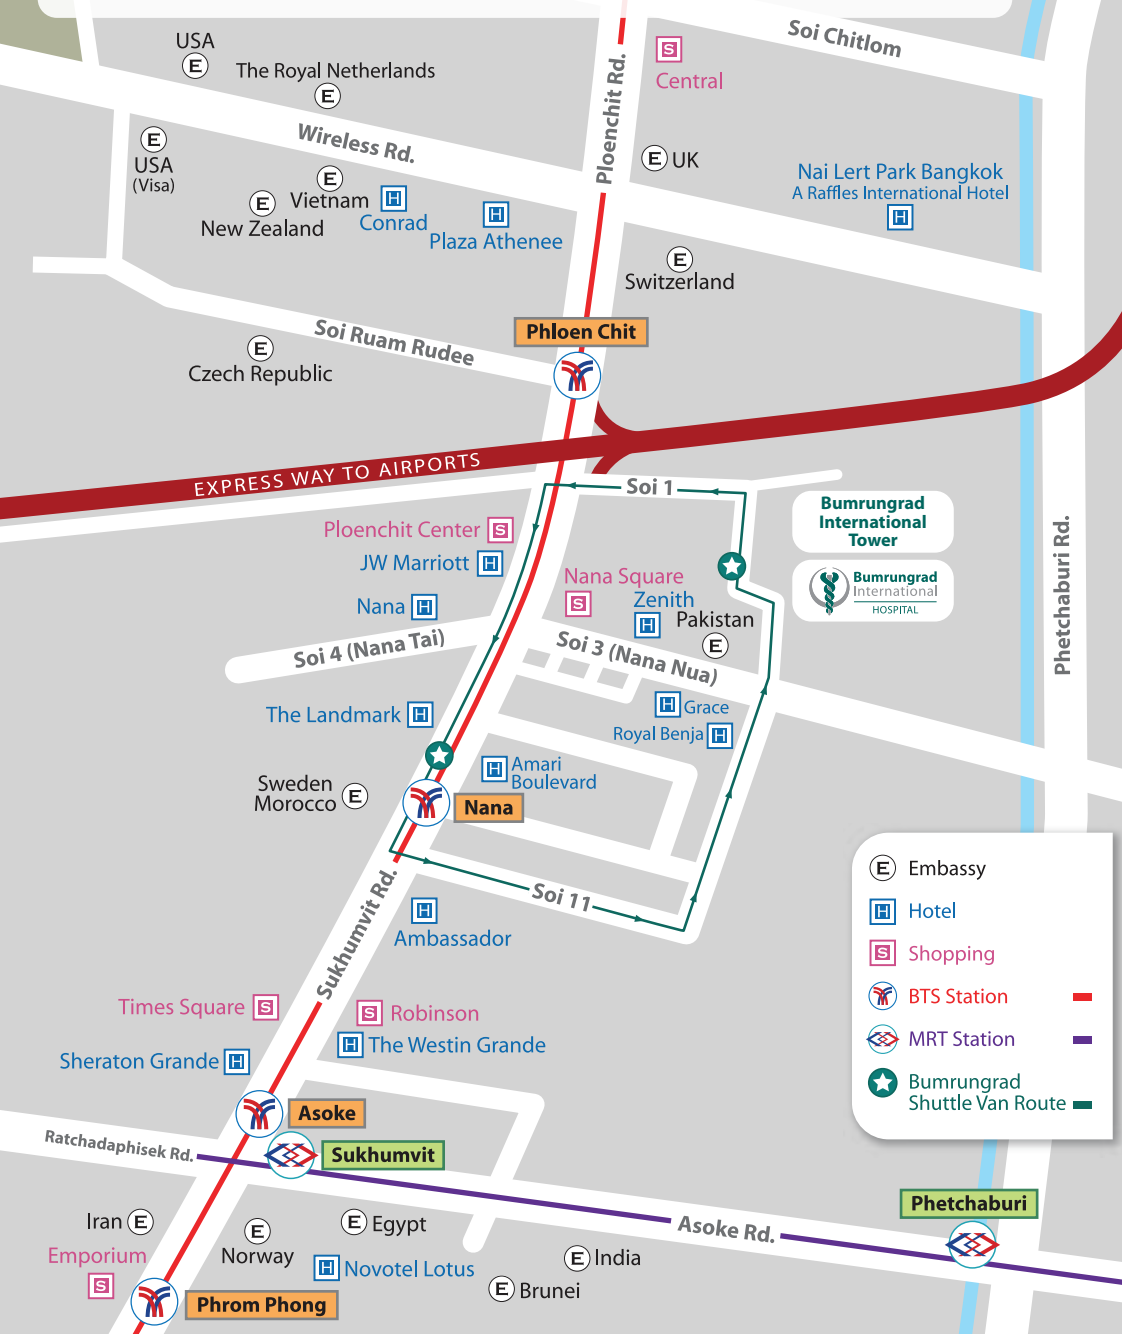 Soi Chitlom
USA
E
The Royal Netherlands
E
S
Central
Ploenchit Rd.
Wireless Rd.
E
USA
(Visa)
E
UK
Nai Lert Park Bangkok
A Raffles International Hotel
H
E
Vietnam
E
New Zealand
H
Conrad
H
Plaza Athenee
E
Switzerland
Phloen Chit
Soi Ruam Rudee
E
Czech Republic
EXPRESS WAY TO AIRPORTS
Soi 1
Bumrungrad
International
Tower
Bumrungrad
International
HOSPITAL
Ploenchit Center S
JW Marriott H
Nana H
Nana Square
S
Zenith
H
Pakistan
E
Phetchaburi Rd.
Soi 4 (Nana Tai)
Soi 3 (Nana Nua)
The Landmark H
H Grace
Royal Benja H
H Amari
Boulevard
Sweden
Morocco E
Nana
Soi 11
Sukhumvit Rd.
H
Ambassador
E Embassy
H Hotel
S Shopping
BTS Station
MRT Station
Bumrungrad
Shuttle Van Route
Times Square S
S Robinson
H The Westin Grande
Sheraton Grande H
Asoke
Ratchadaphisek Rd.
Sukhumvit
Phetchaburi
Asoke Rd.
Iran E
E
Norway
E Egypt
Emporium
S
H Novotel Lotus
E India
E Brunei
Phrom Phong